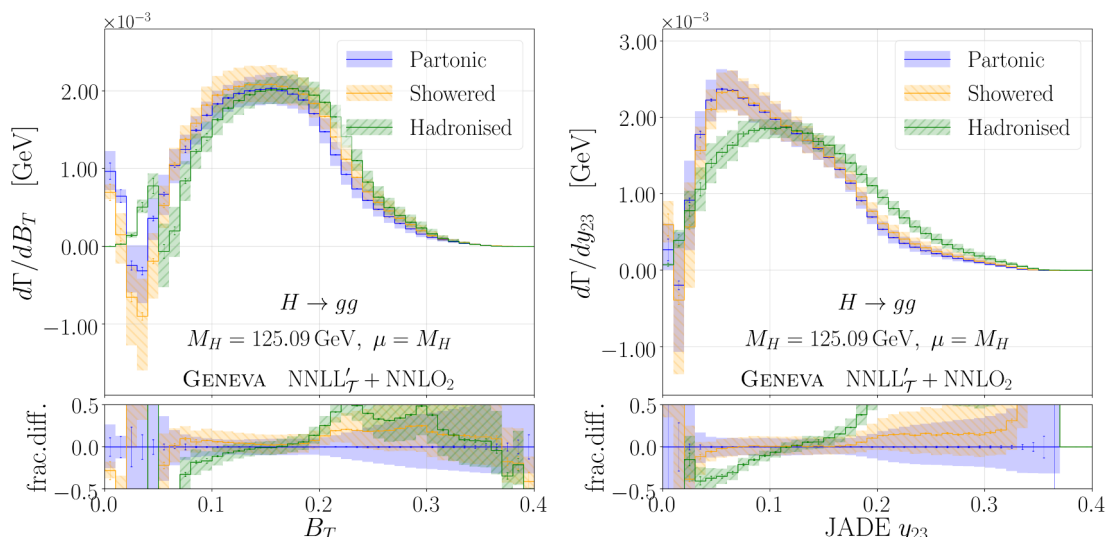 ×10⁻³
2.00
1.00
0.00
−1.00
dΓ/dB_T [GeV]
Partonic
Showered
Hadronised
H → gg
M_H = 125.09 GeV, μ = M_H
GENEVA NNLL′_𝒯 + NNLO₂
0.5
0.0
−0.5
frac.diff.
0.0 0.1 0.2 0.3 0.4
B_T
×10⁻³
3.00
2.00
1.00
0.00
−1.00
dΓ/dy₂₃ [GeV]
Partonic
Showered
Hadronised
H → gg
M_H = 125.09 GeV, μ = M_H
GENEVA NNLL′_𝒯 + NNLO₂
0.5
0.0
−0.5
frac.diff.
0.0 0.1 0.2 0.3 0.4
JADE y₂₃